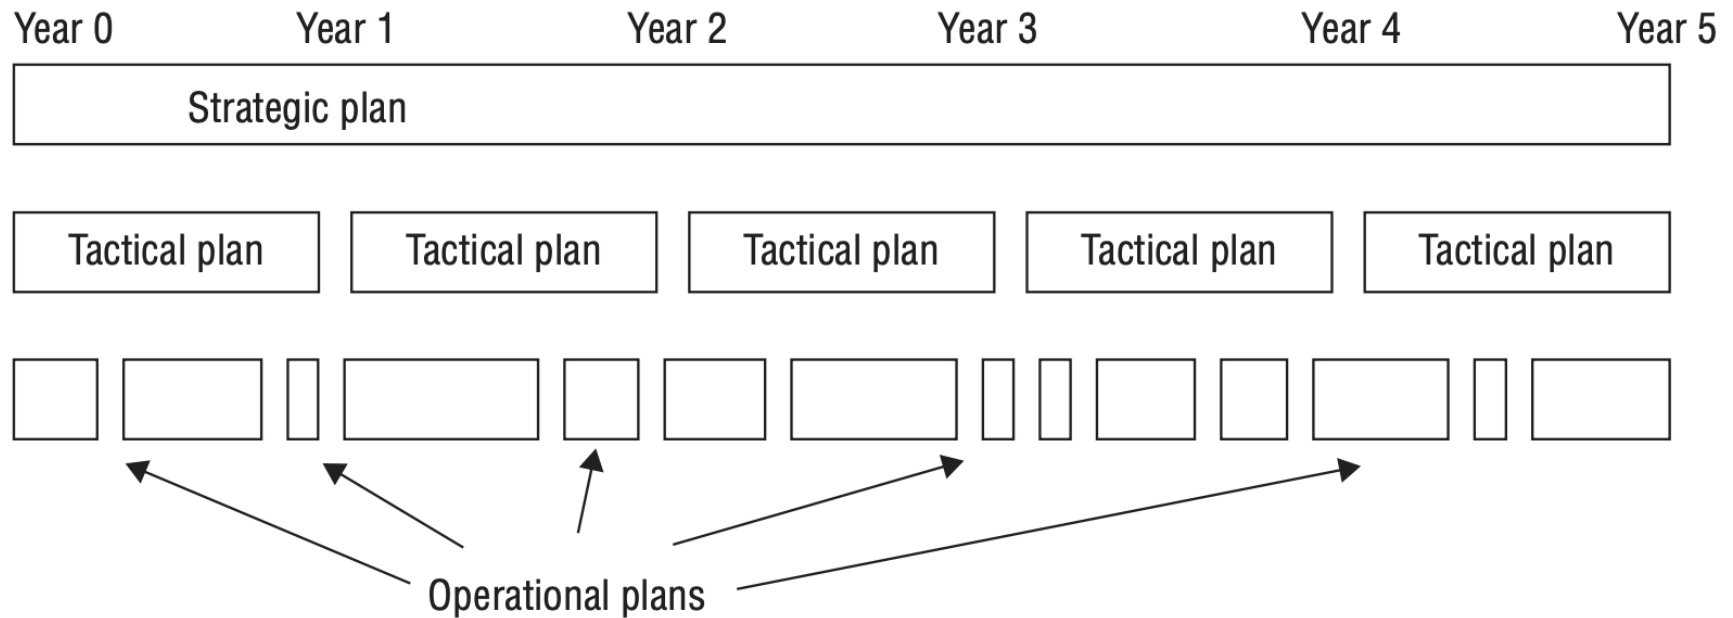 Year 0 Year 1 Year 2 Year 3 Year 4 Year 5
Strategic plan
Tactical plan Tactical plan Tactical plan Tactical plan Tactical plan
Operational plans